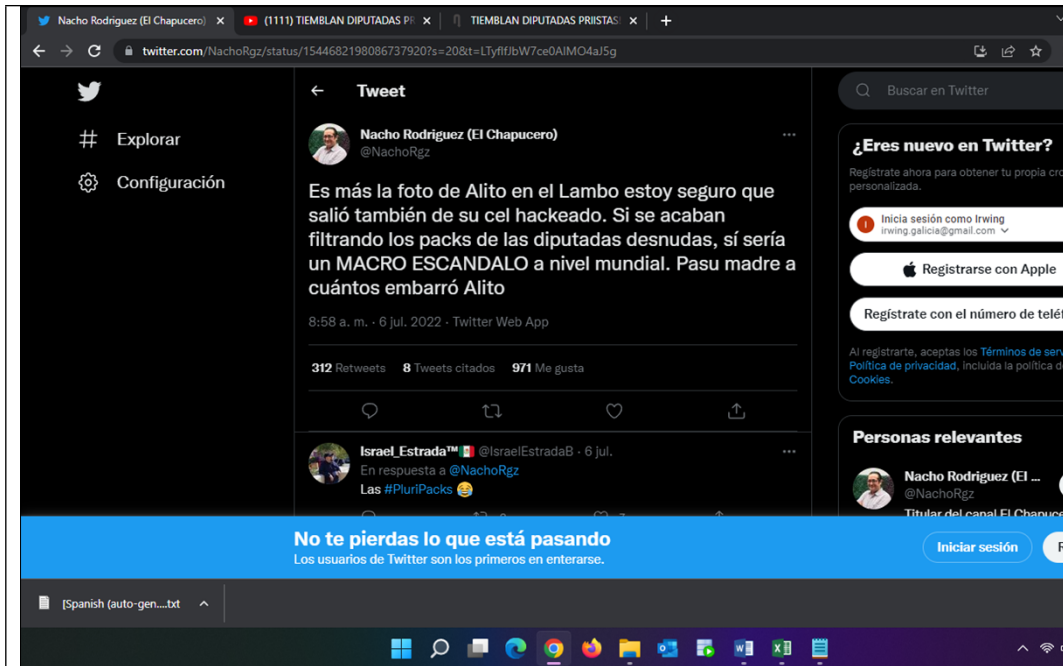 Nacho Rodriguez (El Chapucero)
(1111) TIEMBLAN DIPUTADAS PR
TIEMBLAN DIPUTADAS PRIISTAS:
twitter.com/NachoRgz/status/1544682198086737920?s=20&t=LTyflfJbW7ce0AIMO4aJ5g
Explorar
Configuración
Tweet
Nacho Rodriguez (El Chapucero)
@NachoRgz
Es más la foto de Alito en el Lambo estoy seguro que
salió también de su cel hackeado. Si se acaban
filtrando los packs de las diputadas desnudas, sí sería
un MACRO ESCANDALO a nivel mundial. Pasu madre a
cuántos embarró Alito
8:58 a. m. · 6 jul. 2022 · Twitter Web App
312 Retweets 8 Tweets citados 971 Me gusta
Israel_Estrada™ @IsraelEstradaB · 6 jul.
En respuesta a @NachoRgz
Las #PluriPacks
Buscar en Twitter
¿Eres nuevo en Twitter?
Regístrate ahora para obtener tu propia cro
personalizada.
Inicia sesión como Irwing
irwing.galicia@gmail.com
Registrarse con Apple
Regístrate con el número de telé
Al registrarte, aceptas los Términos de serv
Política de privacidad, incluida la política d
Cookies.
Personas relevantes
Nacho Rodriguez (El ...
@NachoRgz
Titular del canal El Chapuce
No te pierdas lo que está pasando
Los usuarios de Twitter son los primeros en enterarse.
Iniciar sesión
[Spanish (auto-gen....txt